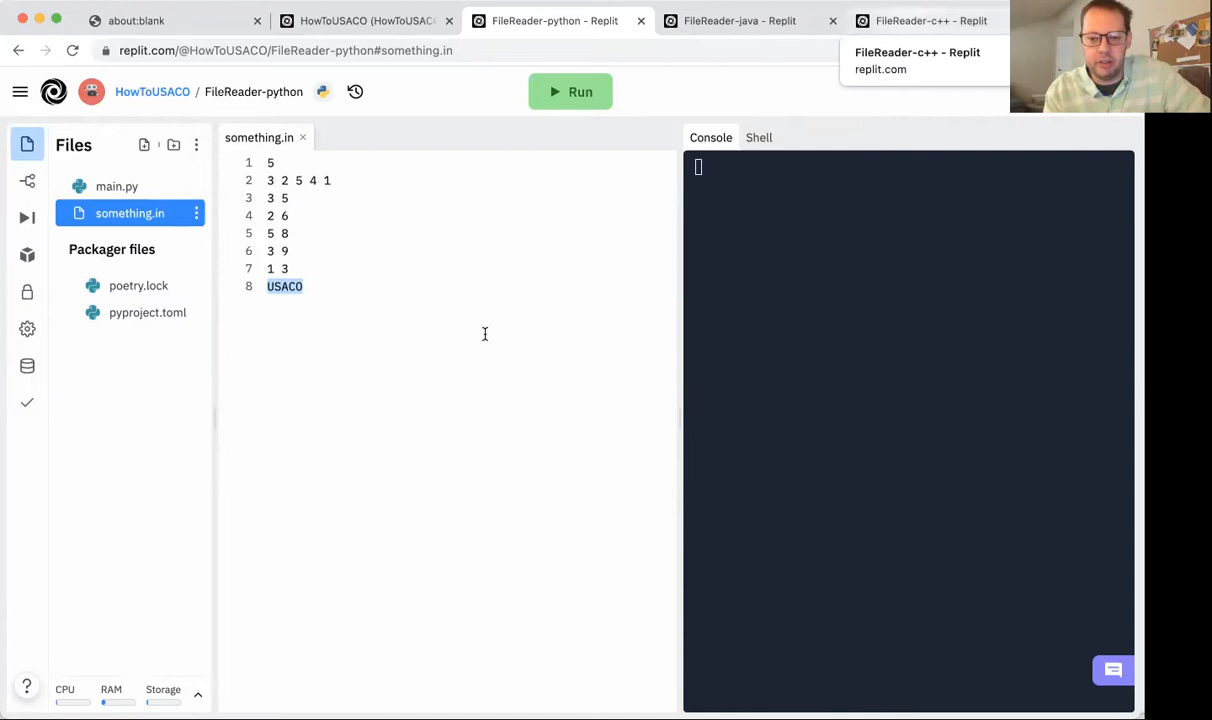 about:blank
HowToUSACO (HowToUSAC
FileReader-python - Replit
FileReader-java - Replit
FileReader-c++ - Replit
replit.com/@HowToUSACO/FileReader-python#something.in
FileReader-c++ - Replit
replit.com
HowToUSACO / FileReader-python
Run
Files
something.in
Console
Shell
main.py
something.in
Packager files
poetry.lock
pyproject.toml
1 5
2 3 2 5 4 1
3 3 5
4 2 6
5 5 8
6 3 9
7 1 3
8 USACO
CPU
RAM
Storage
?